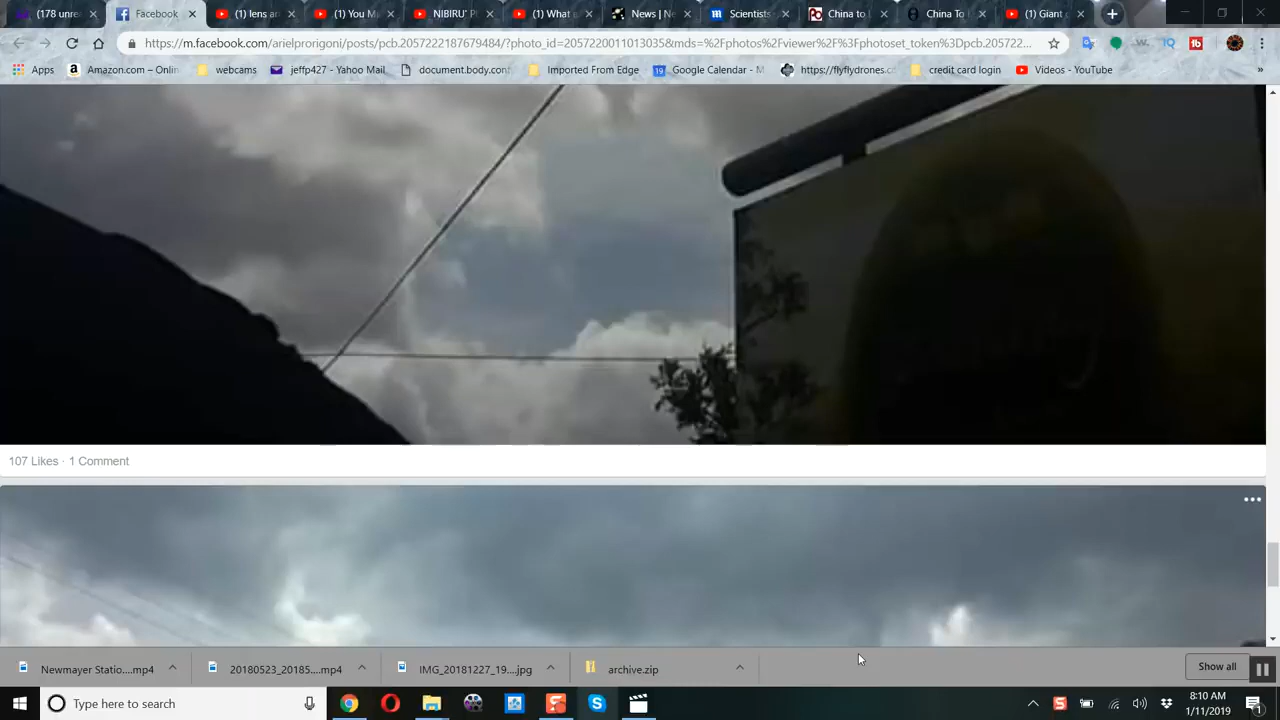 (178 unre
Facebook
(1) lens ar
(1) You M
NIBIRU' P
(1) What i
News | Ne
Scientists
China to l
China To l
(1) Giant c
https://m.facebook.com/arielprorigoni/posts/pcb.2057222187679484/?photo_id=2057220011013035&mds=%2Fphotos%2Fviewer%2F%3Fphotoset_token%3Dpcb.205722...
Apps
Amazon.com – Onli
webcams
jeffp427 Yahoo Mail
document.body.cont
Imported From Edge
Google Calendar - M
https://flyflydrones.c
credit card login
Videos - YouTube
»
107 Likes · 1 Comment
Newmayer Statio....mp4
20180523_20185....mp4
IMG_20181227_19....jpg
archive.zip
Show all
Type here to search
8:10 AM
1/11/2019